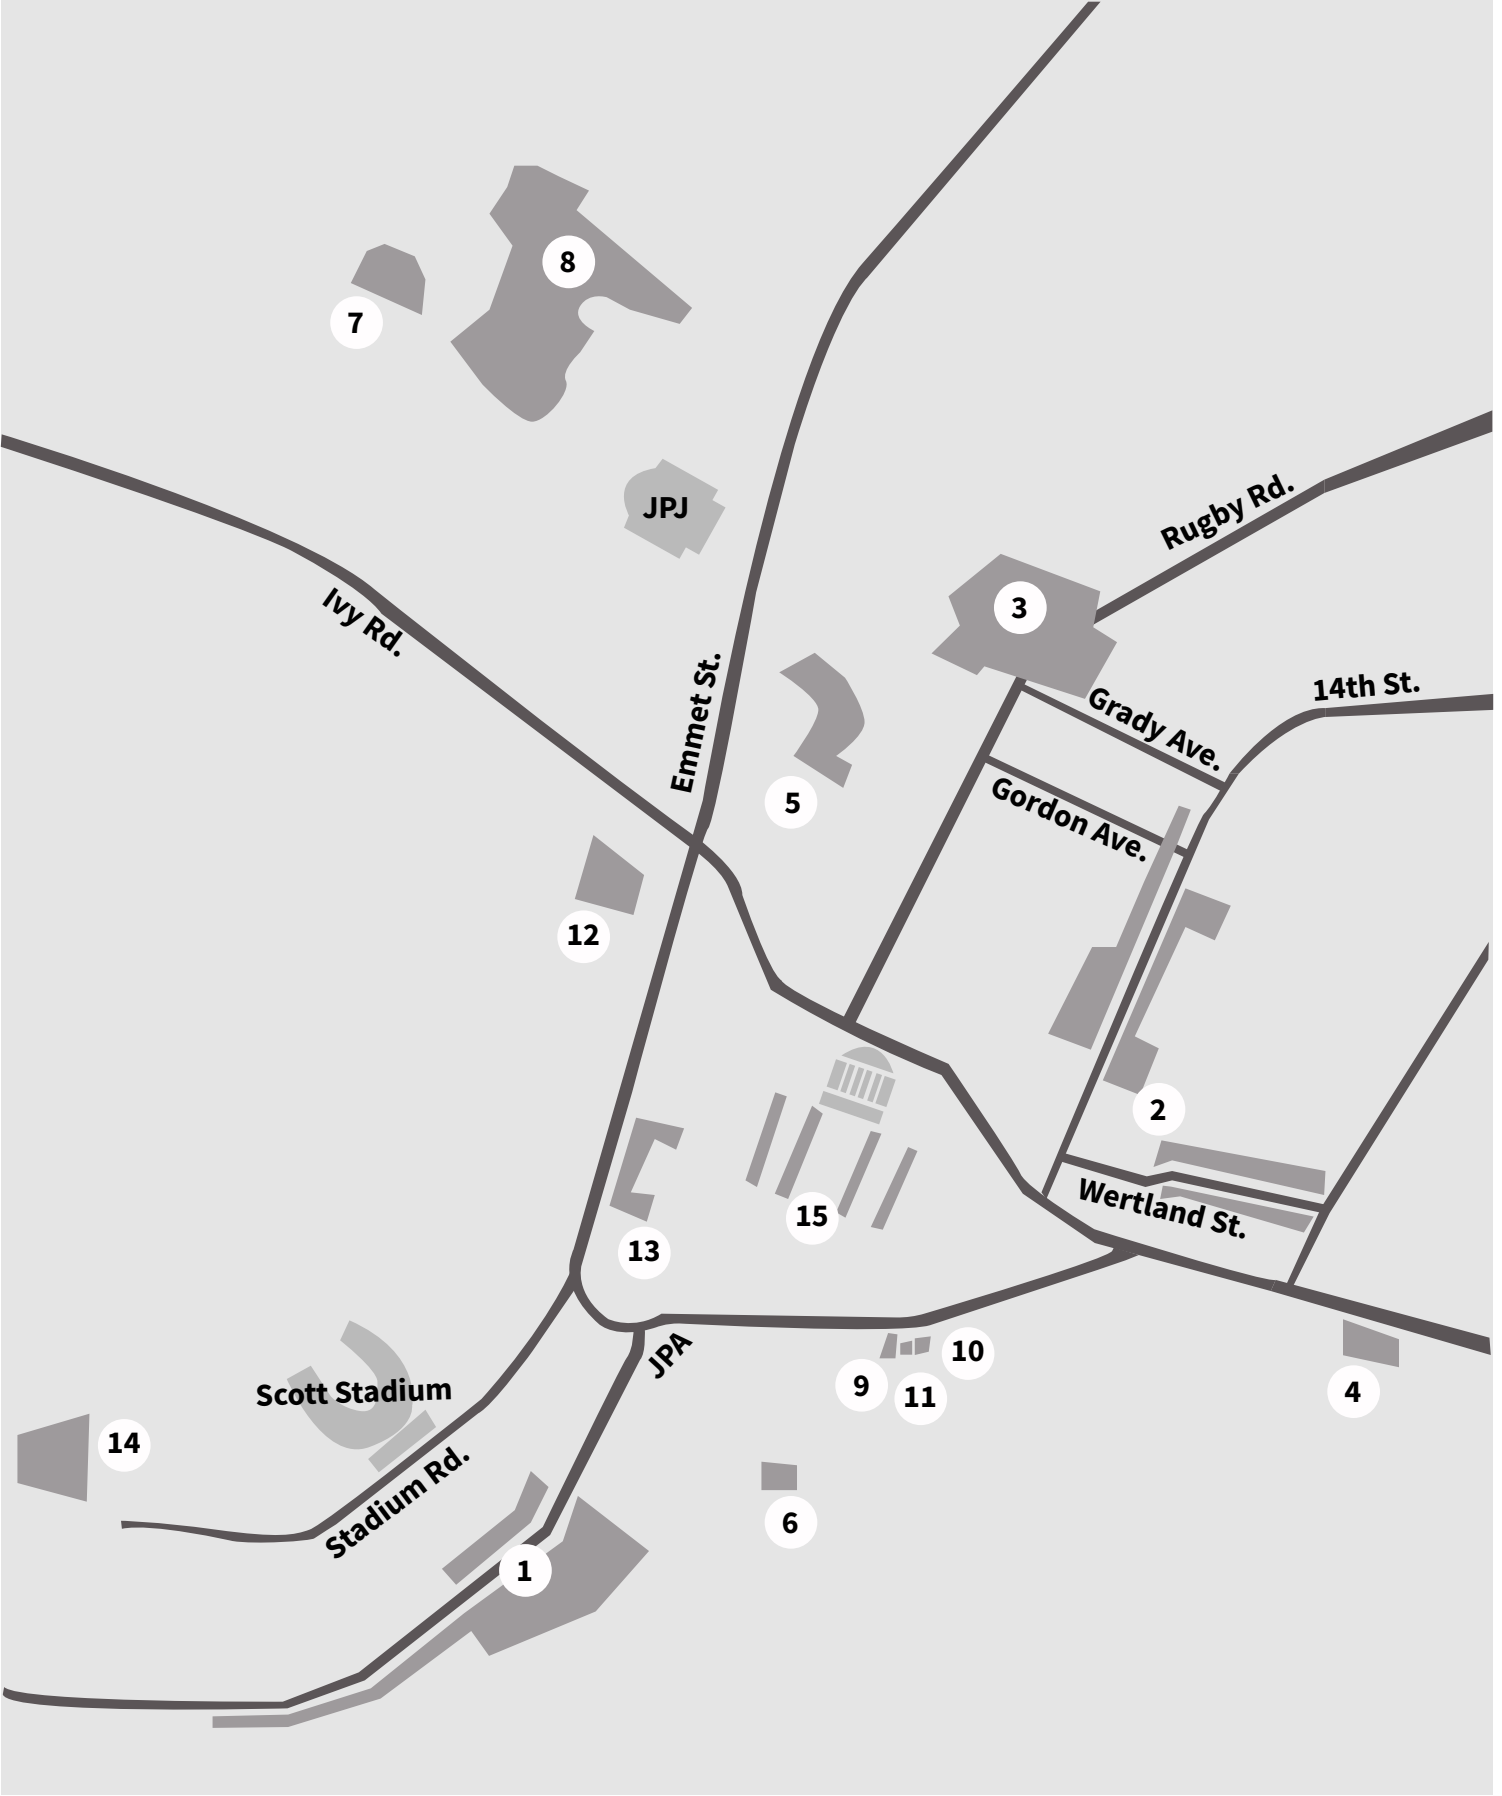 8
7
JPJ
Rugby Rd.
3
Ivy Rd.
Emmet St.
14th St.
Grady Ave.
5
Gordon Ave.
12
2
Wertland St.
15
13
JPA
10
9
11
4
Scott Stadium
14
Stadium Rd.
6
1